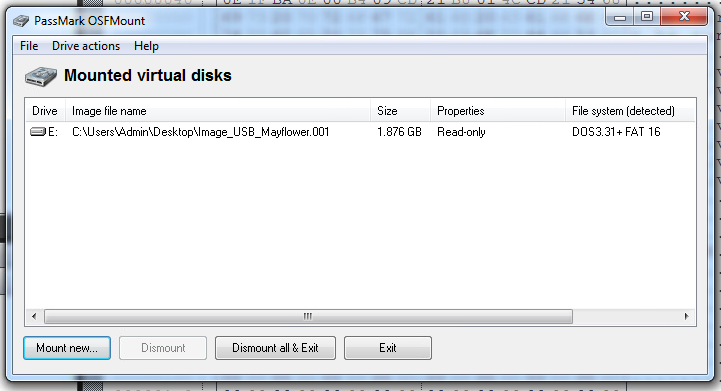 PassMark OSFMount
File Drive actions Help
Mounted virtual disks
Drive Image file name Size Properties File system (detected)
E: C:\Users\Admin\Desktop\Image_USB_Mayflower.001 1.876 GB Read-only DOS3.31+ FAT 16
Mount new... Dismount Dismount all & Exit Exit